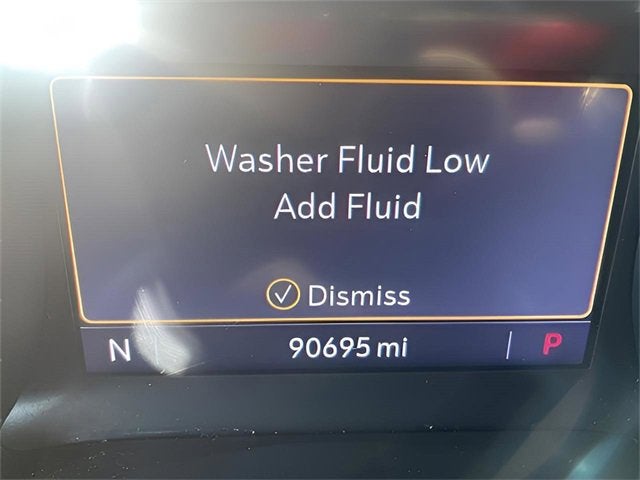 Washer Fluid Low
Add Fluid
Dismiss
N 90695 mi P